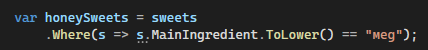 var honeySweets = sweets
.Where(s => s.MainIngredient.ToLower() == "мед");